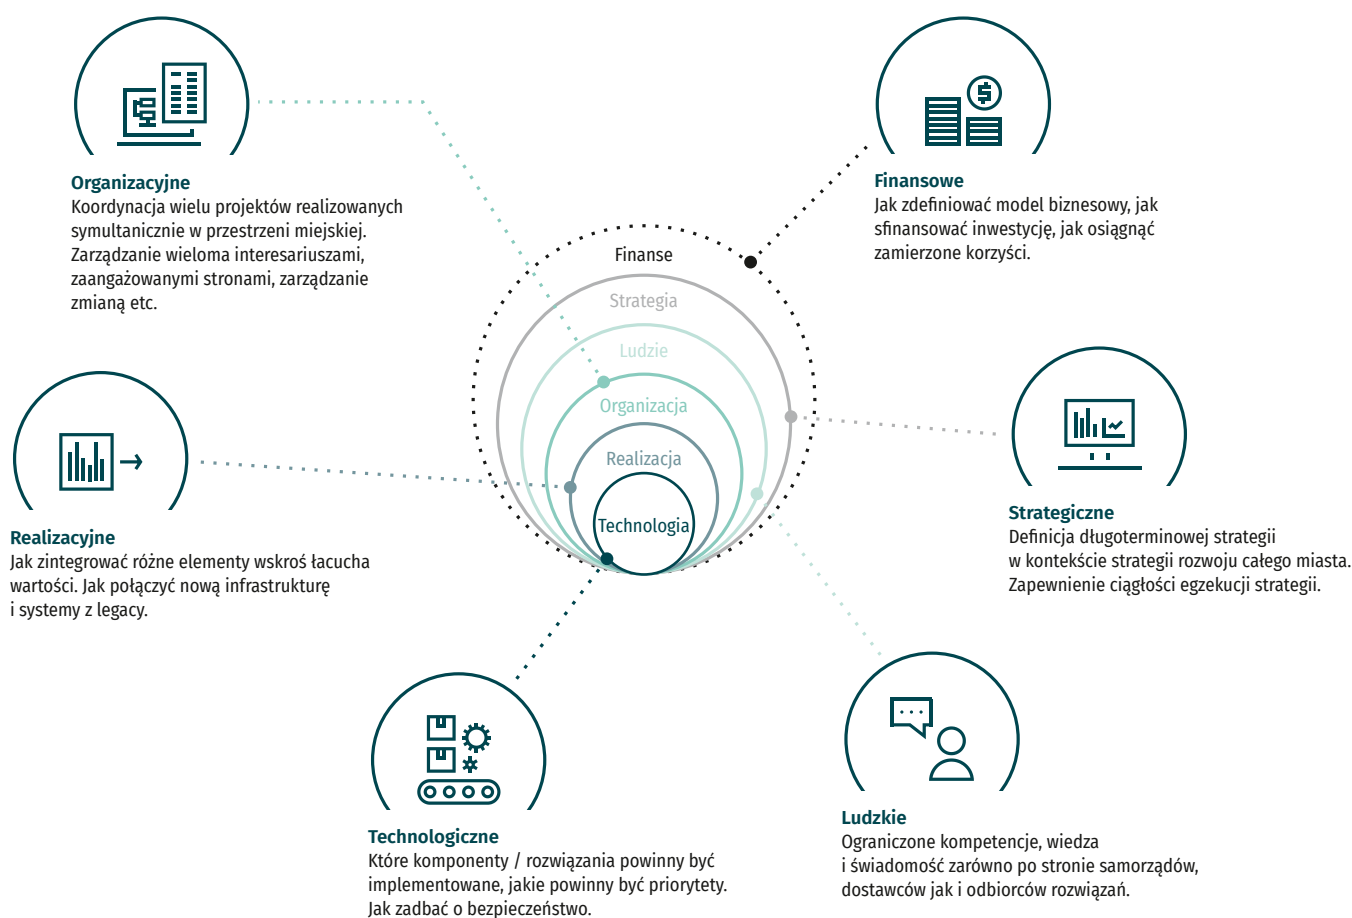 Organizacyjne
Koordynacja wielu projektów realizowanych
symultanicznie w przestrzeni miejskiej.
Zarządzanie wieloma interesariuszami,
zaangażowanymi stronami, zarządzanie
zmianą etc.
Finansowe
Jak zdefiniować model biznesowy, jak
sfinansować inwestycję, jak osiągnąć
zamierzone korzyści.
Finanse
Strategia
Ludzie
Organizacja
Realizacja
Technologia
Realizacyjne
Jak zintegrować różne elementy wskroś łacucha
wartości. Jak połączyć nową infrastrukturę
i systemy z legacy.
Strategiczne
Definicja długoterminowej strategii
w kontekście strategii rozwoju całego miasta.
Zapewnienie ciągłości egzekucji strategii.
Technologiczne
Które komponenty / rozwiązania powinny być
implementowane, jakie powinny być priorytety.
Jak zadbać o bezpieczeństwo.
Ludzkie
Ograniczone kompetencje, wiedza
i świadomość zarówno po stronie samorządów,
dostawców jak i odbiorców rozwiązań.